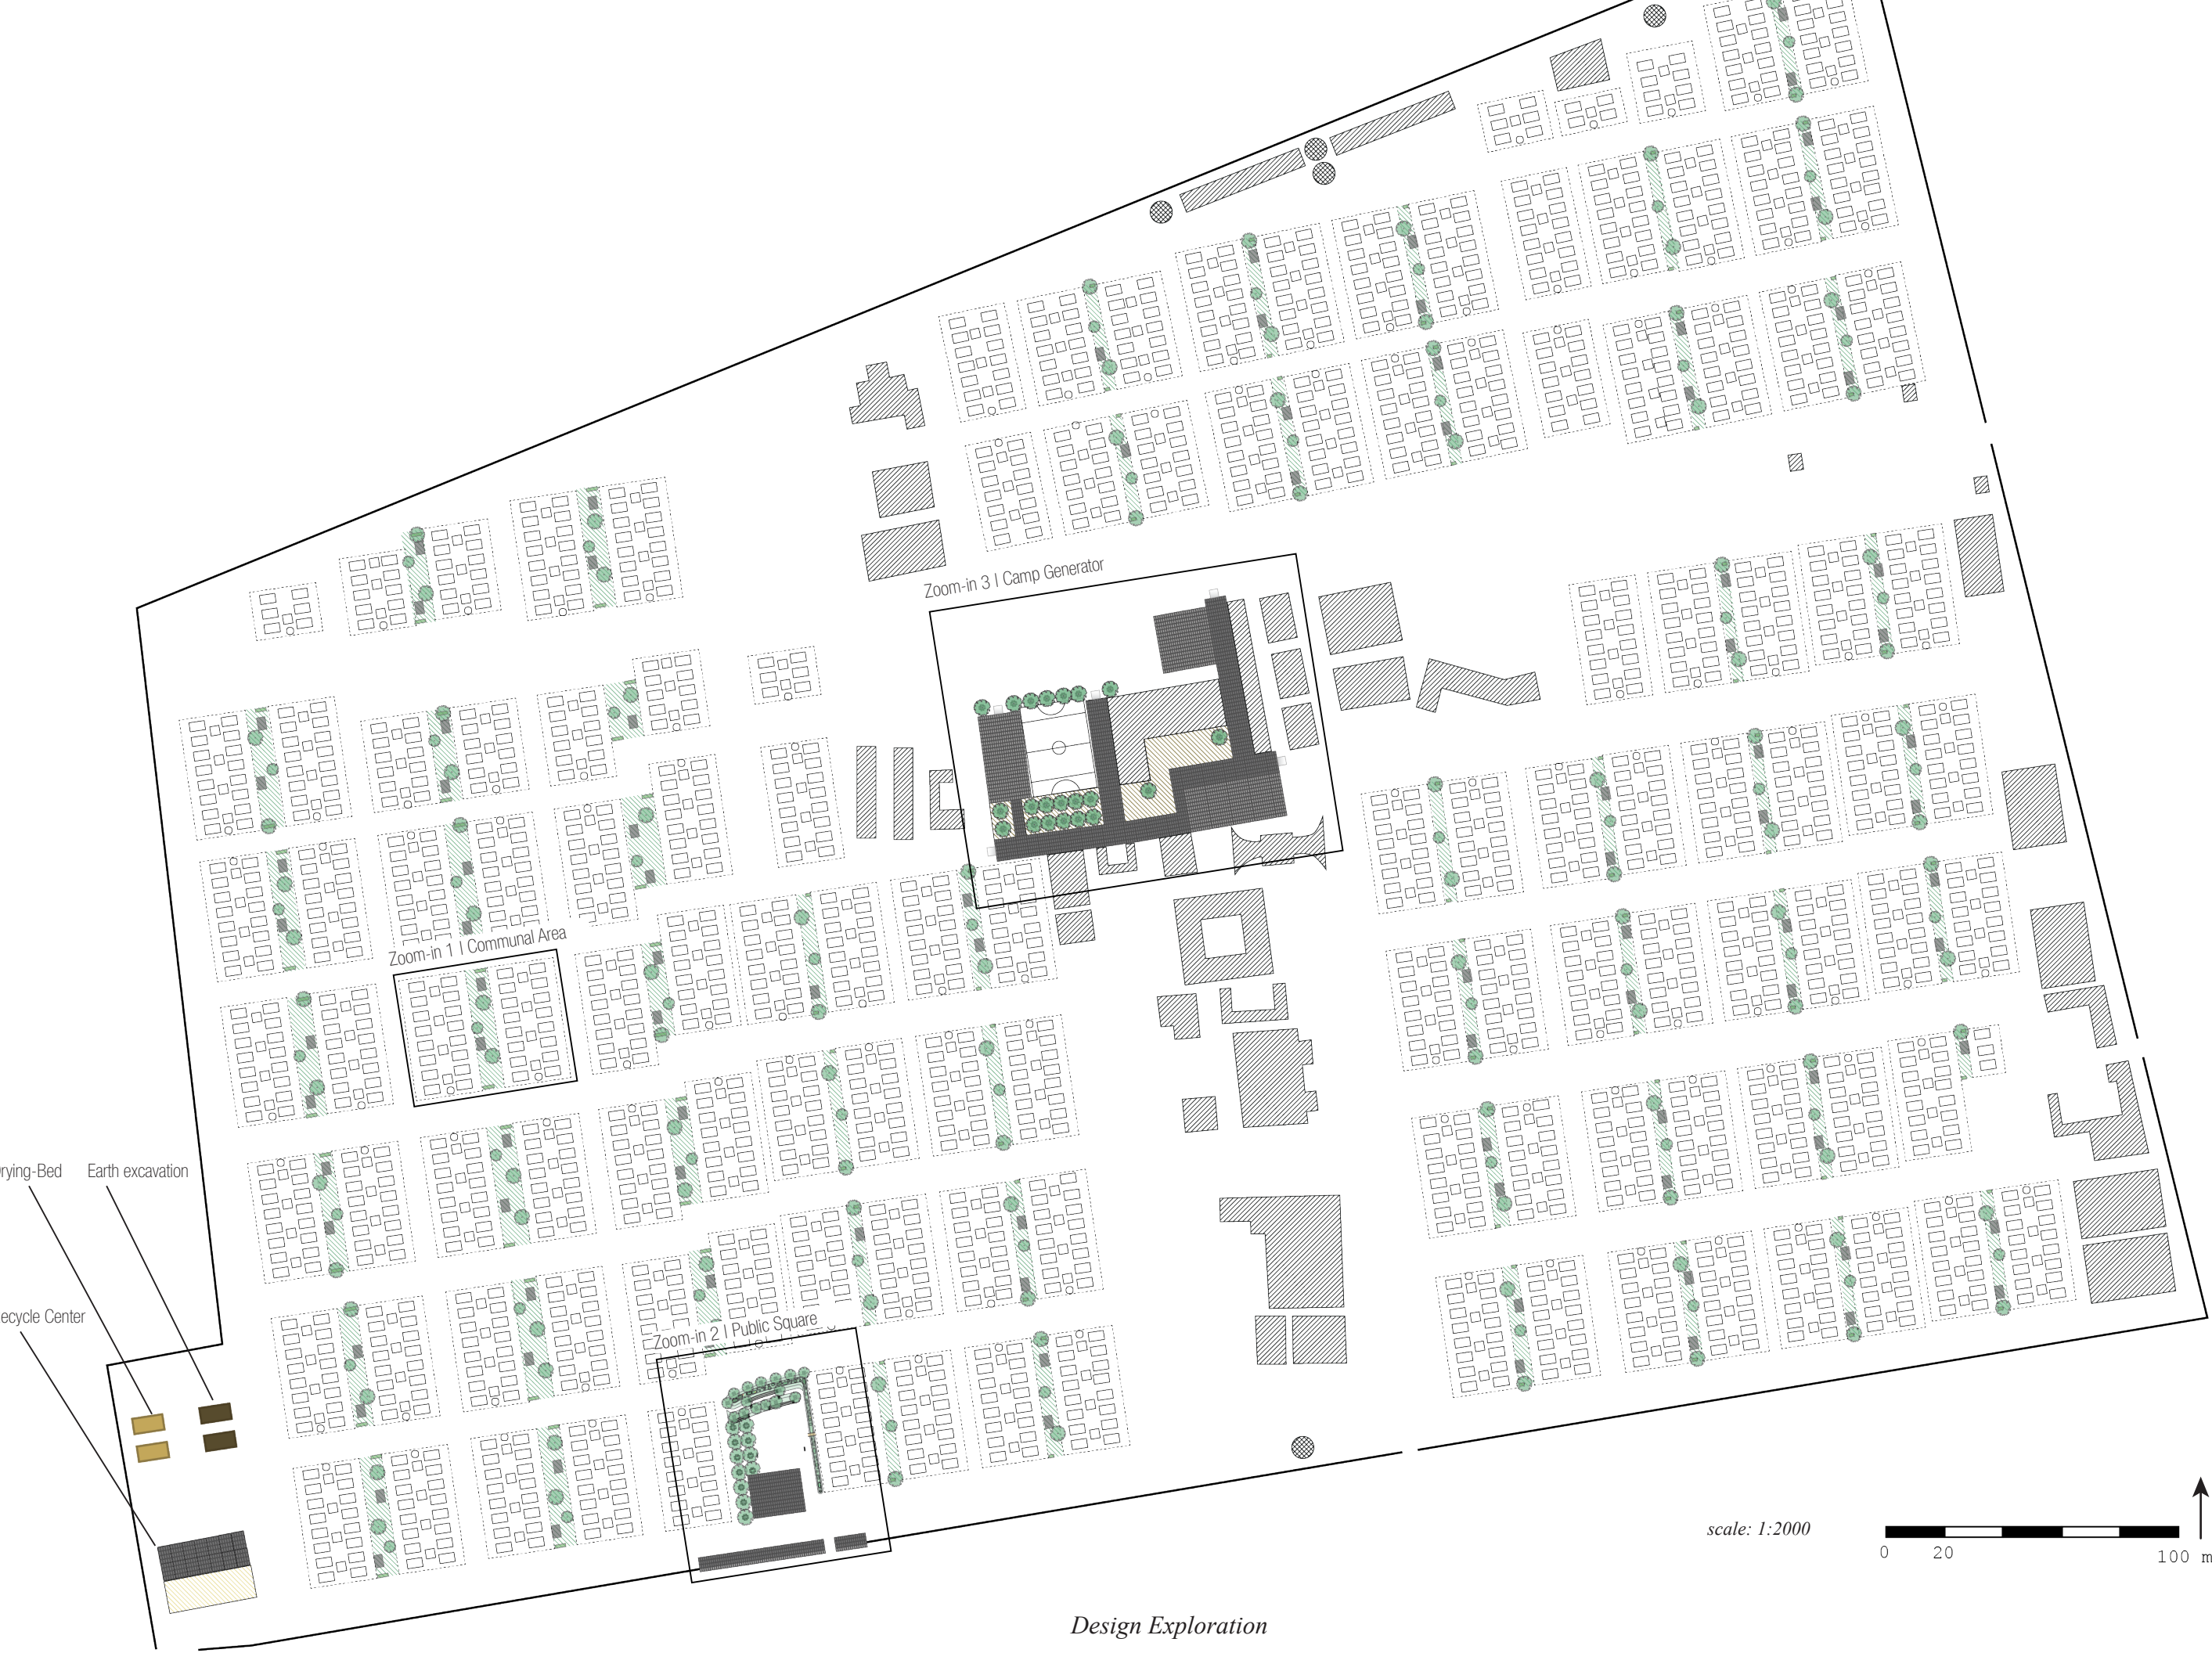 Zoom-in 3 | Camp Generator
Zoom-in 1 | Communal Area
rying-Bed
Earth excavation
ecycle Center
Zoom-in 2 | Public Square
scale: 1:2000
0 20 100 m
Design Exploration